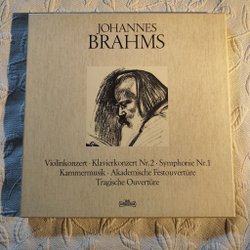 JOHANNES
BRAHMS
Violinkonzert · Klavierkonzert Nr. 2 · Symphonie Nr. 1
Kammermusik · Akademische Festouvertüre
Tragische Ouvertüre